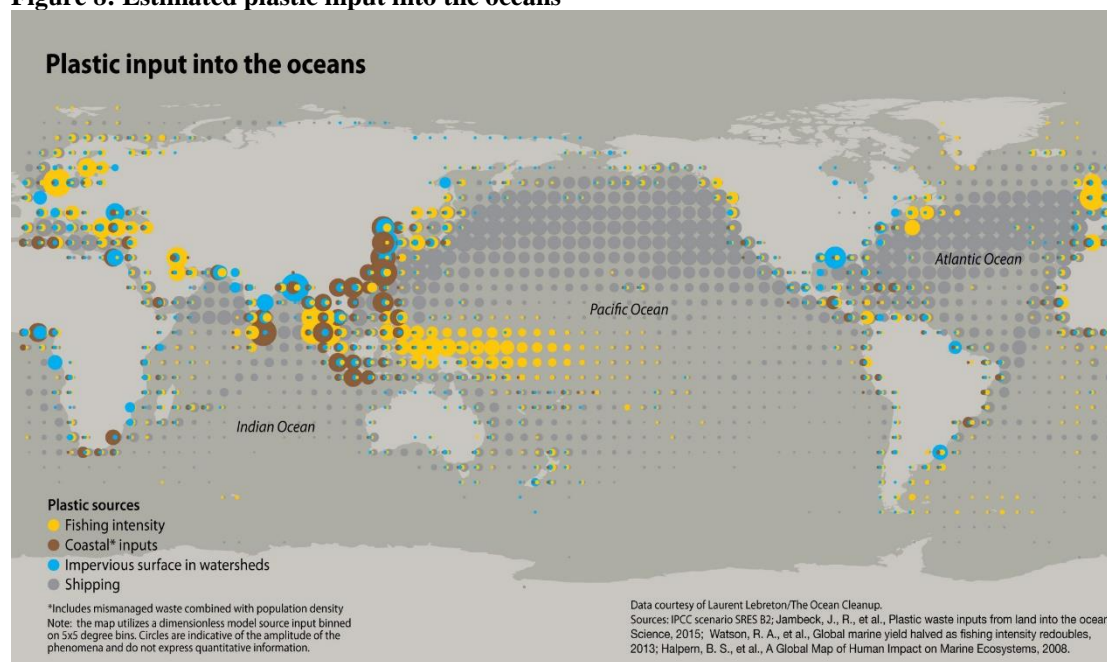 Figure 8: Estimated plastic input into the oceans
Plastic input into the oceans
Atlantic Ocean
Pacific Ocean
Indian Ocean
Plastic sources
Fishing intensity
Coastal* inputs
Impervious surface in watersheds
Shipping
*Includes mismanaged waste combined with population density
Note: the map utilizes a dimensionless model source input binned
on 5x5 degree bins. Circles are indicative of the amplitude of the
phenomena and do not express quantitative information.
Data courtesy of Laurent Lebreton/The Ocean Cleanup.
Sources: IPCC scenario SRES B2; Jambeck, J., R., et al., Plastic waste inputs from land into the ocean
Science, 2015; Watson, R. A., et al., Global marine yield halved as fishing intensity redoubles,
2013; Halpern, B. S., et al., A Global Map of Human Impact on Marine Ecosystems, 2008.